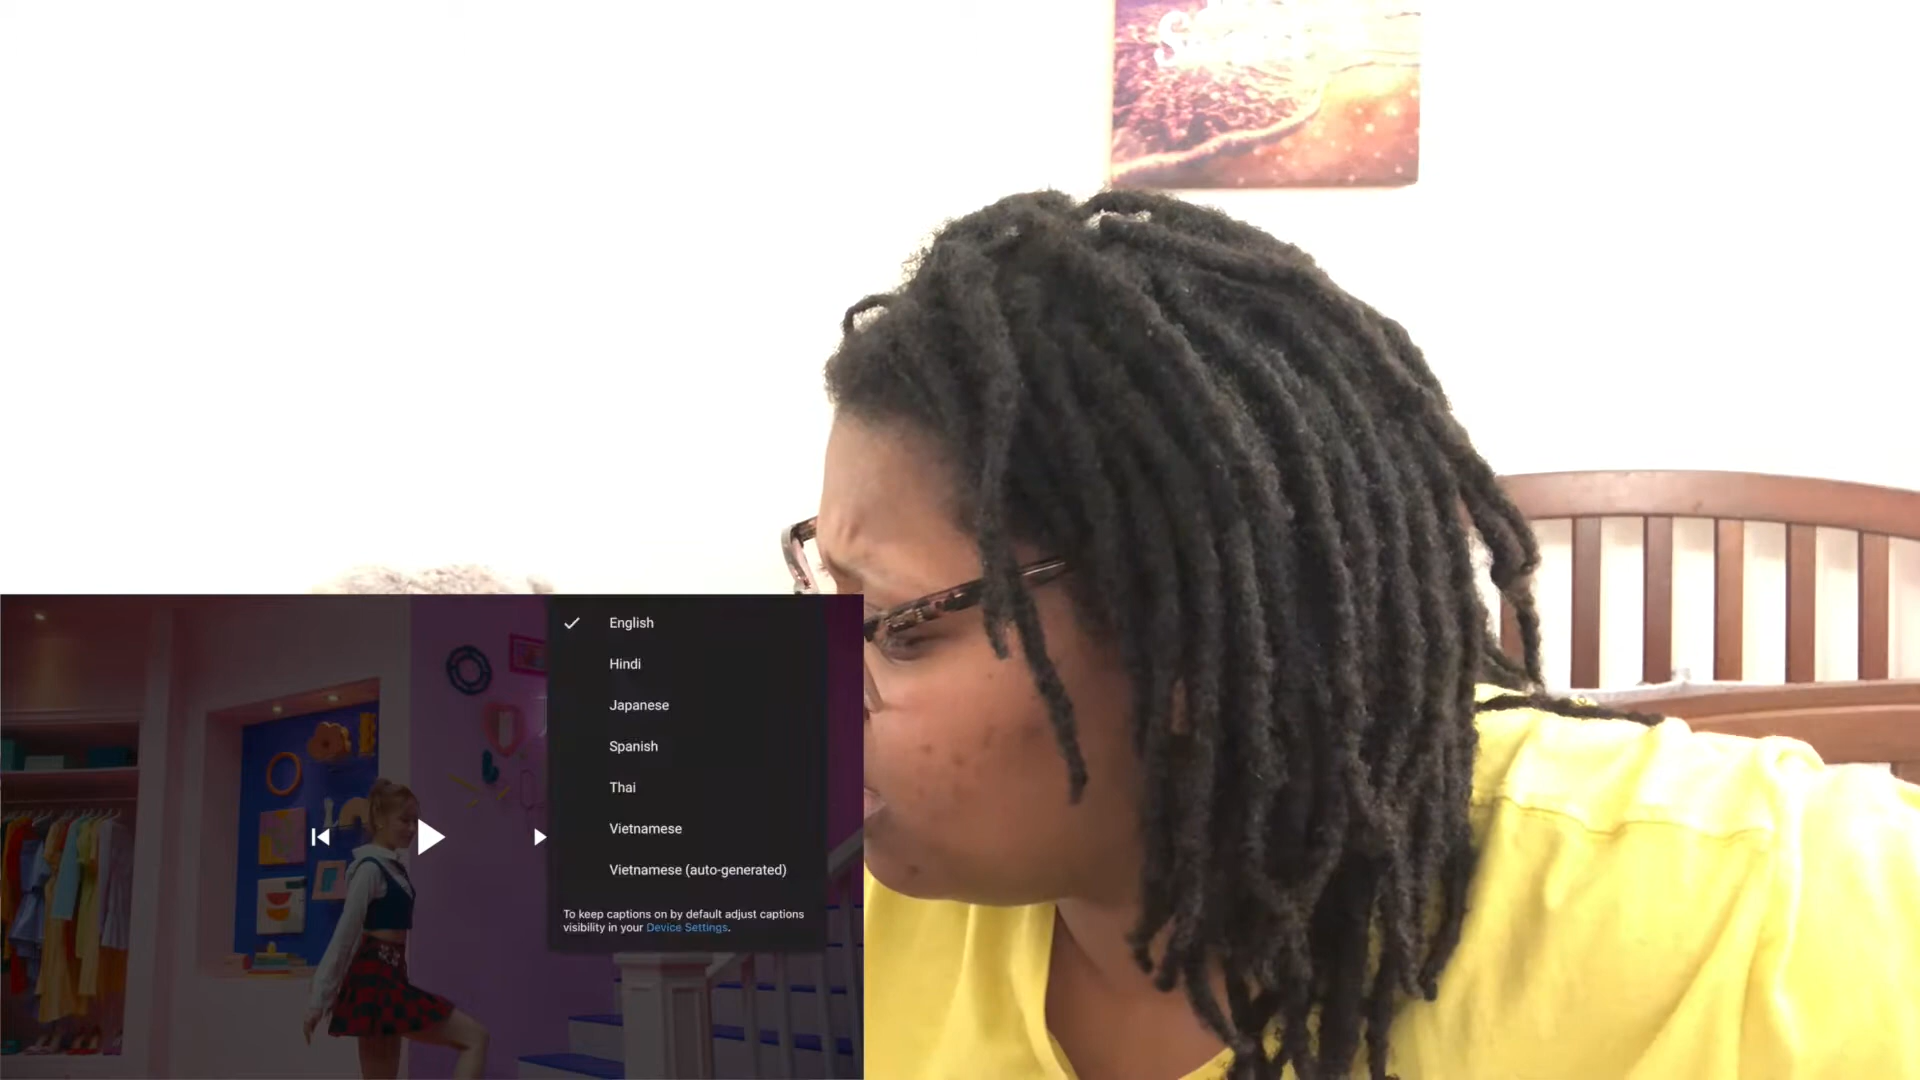 English
Hindi
Japanese
Spanish
Thai
Vietnamese
Vietnamese (auto-generated)
To keep captions on by default adjust captions
visibility in your Device Settings.